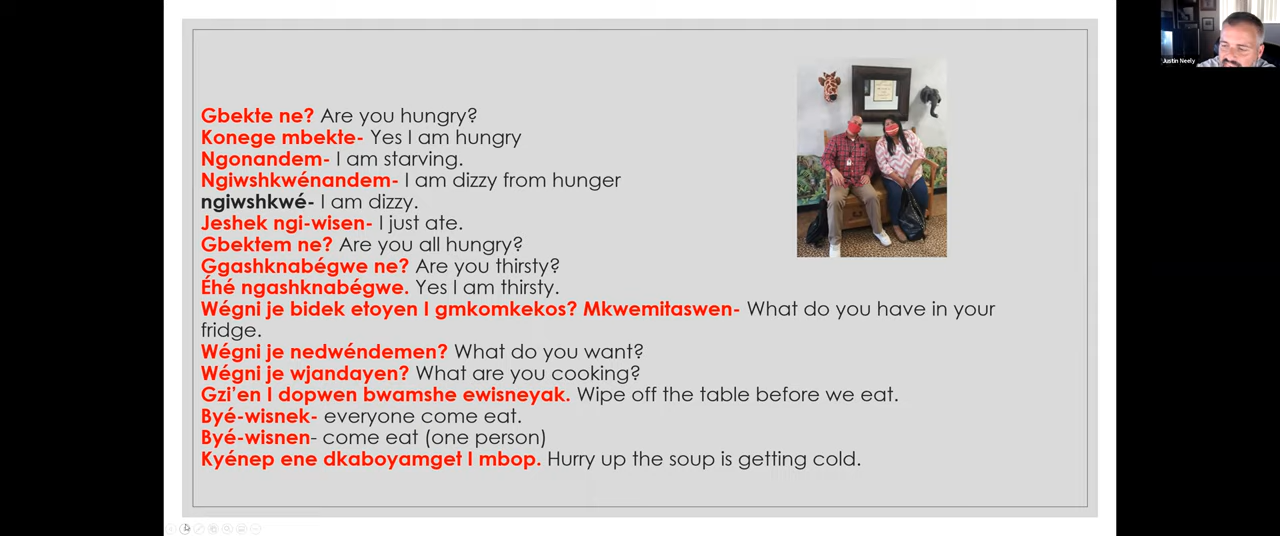 Justin Neely
Gbekte ne? Are you hungry?
Konege mbekte- Yes I am hungry
Ngonandem- I am starving.
Ngiwshkwénandem- I am dizzy from hunger
ngiwshkwé- I am dizzy.
Jeshek ngi-wisen- I just ate.
Gbektem ne? Are you all hungry?
Ggashknabégwe ne? Are you thirsty?
Éhé ngashknabégwe. Yes I am thirsty.
Wégni je bidek etoyen I gmkomkekos? Mkwemitaswen- What do you have in your
fridge.
Wégni je nedwéndemen? What do you want?
Wégni je wjandayen? What are you cooking?
Gzi’en I dopwen bwamshe ewisneyak. Wipe off the table before we eat.
Byé-wisnek- everyone come eat.
Byé-wisnen- come eat (one person)
Kyénep ene dkaboyamget I mbop. Hurry up the soup is getting cold.